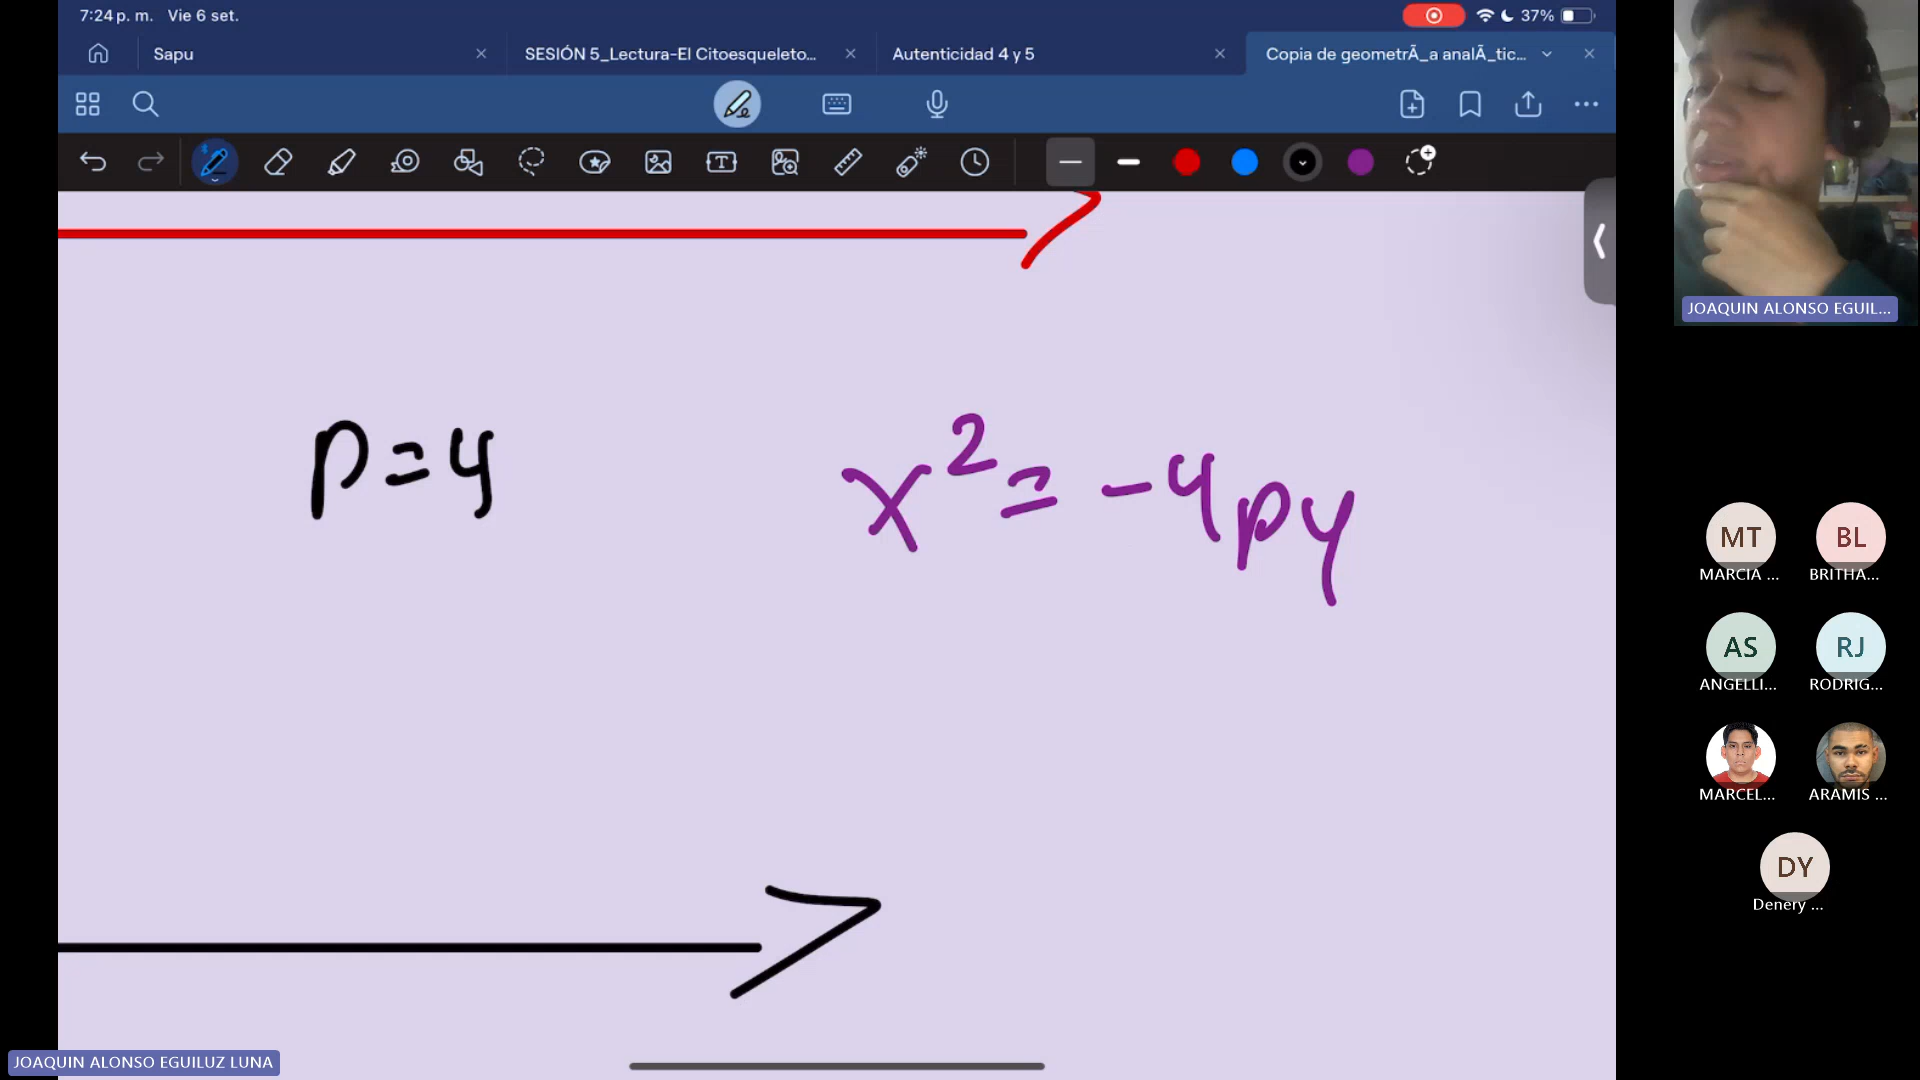 7:24 p. m. Vie 6 set.
37%
Sapu
SESIÓN 5_Lectura-El Citoesqueleto...
Autenticidad 4 y 5
Copia de geometrÃ_a analÃ_tic...
p=4
x²= -4py
JOAQUIN ALONSO EGUIL...
MT
BL
MARCIA ...
BRITHA...
AS
RJ
ANGELLI...
RODRIG...
MARCEL...
ARAMIS ...
DY
Denery ...
JOAQUIN ALONSO EGUILUZ LUNA